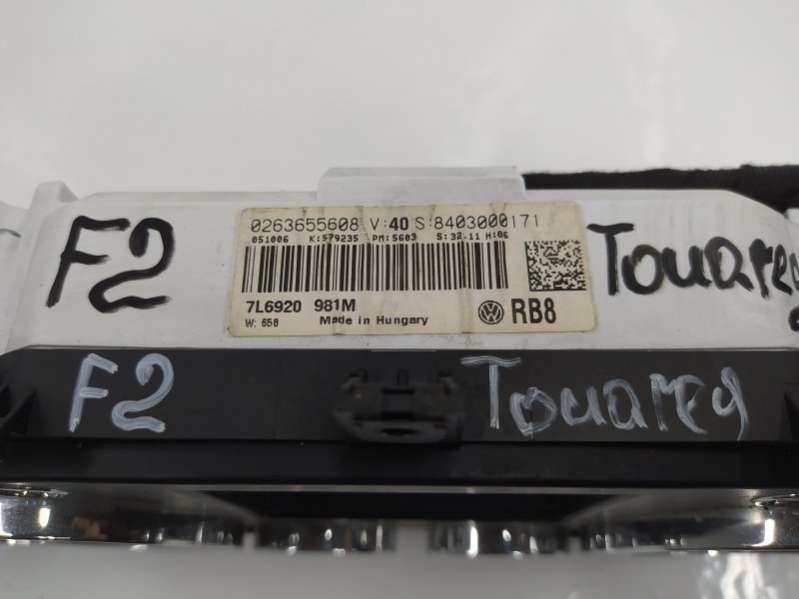 F2
0263655608 V:40 S:8403000171
051006 K:579235 PM:5603 S:32-11 H:06
7L6920 981M
W: 658 Made in Hungary
RB8
Touareg
F2 Touareg